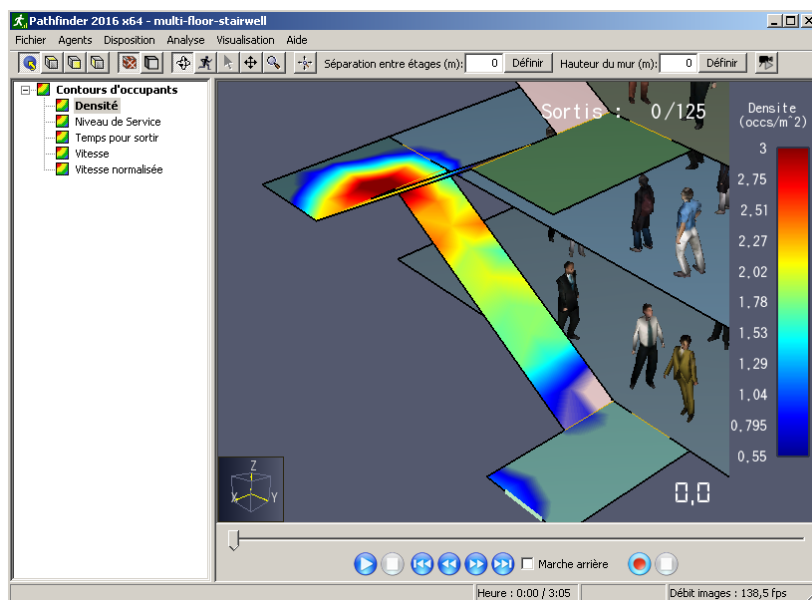 Pathfinder 2016 x64 - multi-floor-stairwell
Fichier Agents Disposition Analyse Visualisation Aide
Séparation entre étages (m): 0 Définir Hauteur du mur (m): 0 Définir
Contours d'occupants
Densité
Niveau de Service
Temps pour sortir
Vitesse
Vitesse normalisée
Sortis : 0/125
Densite
(occs/m^2)
3
2,75
2,51
2,27
2,02
1,78
1,53
1,29
1,04
0,795
0,55
Z
X Y
0,0
Marche arrière
Heure : 0:00 / 3:05
Débit images : 138,5 fps